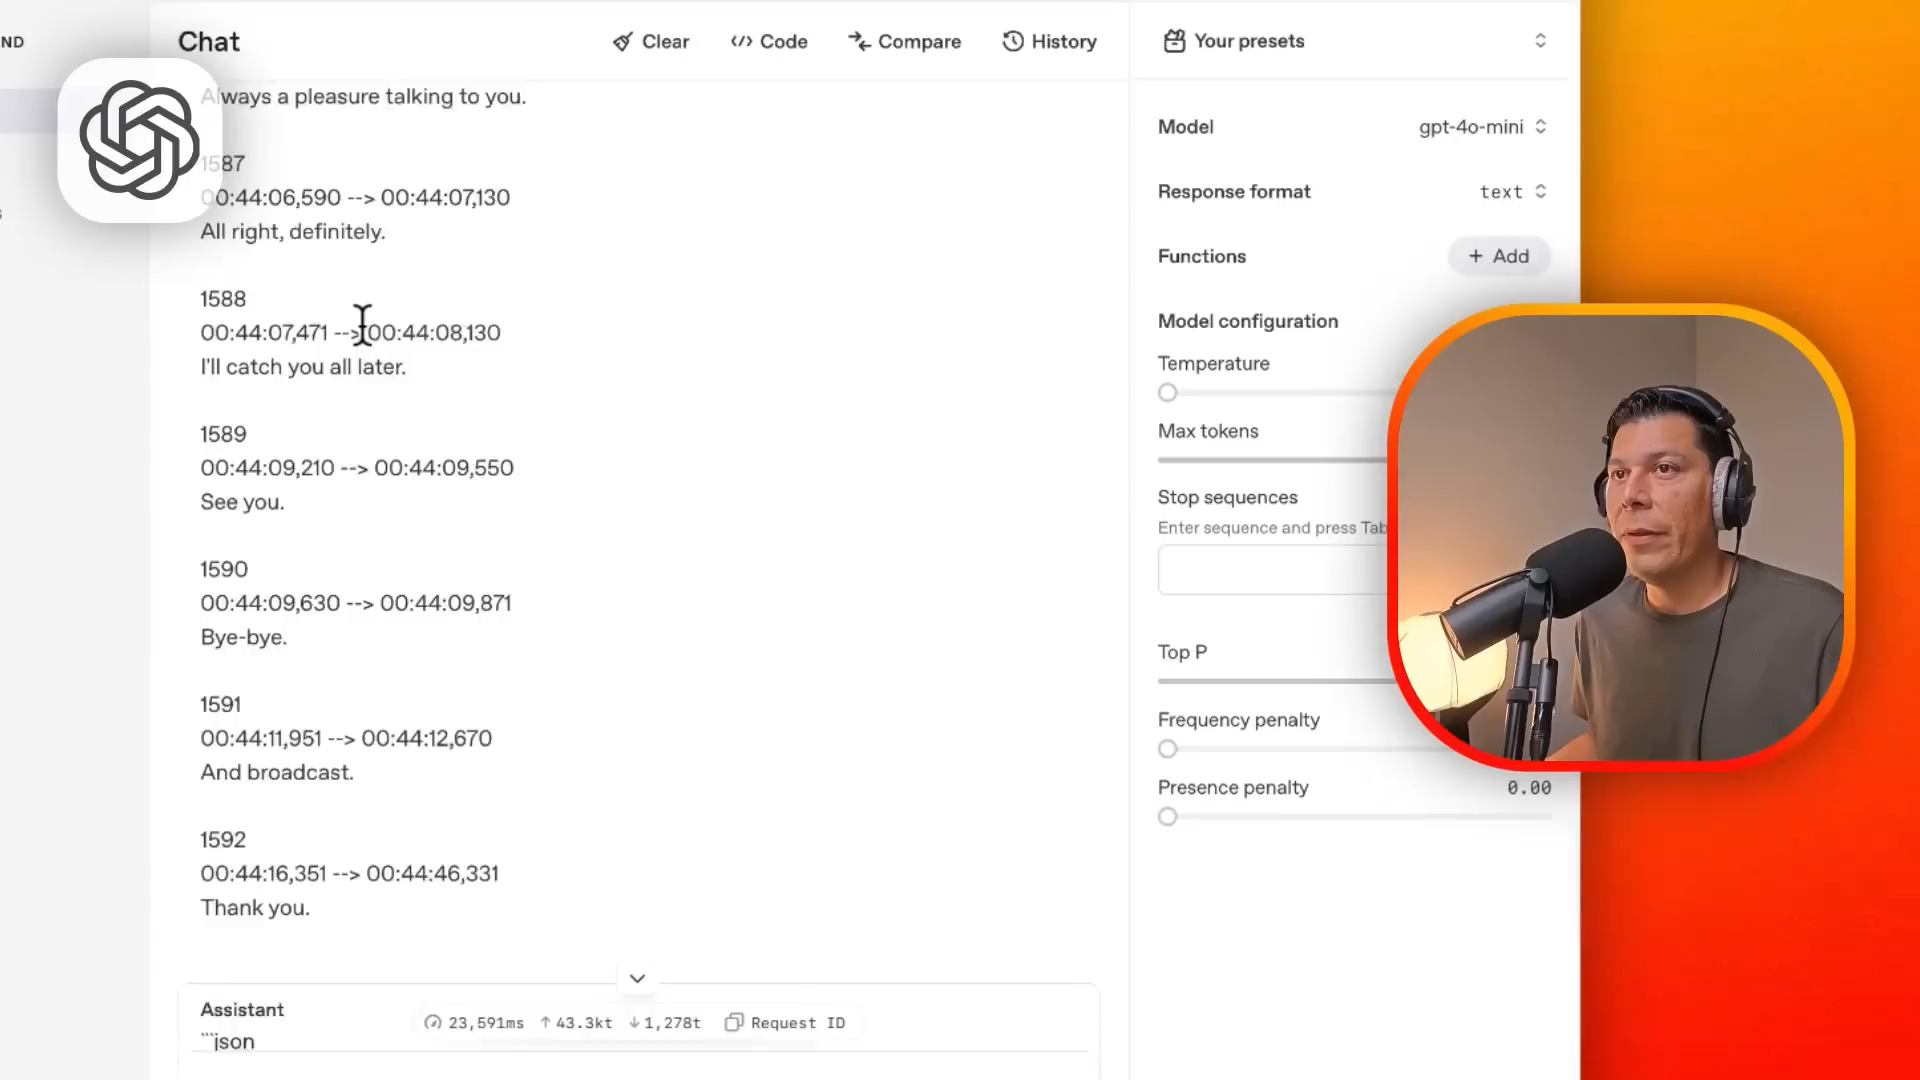 ND
Chat
Clear
Code
Compare
History
Your presets
Always a pleasure talking to you.
1587
00:44:06,590 --> 00:44:07,130
All right, definitely.
1588
00:44:07,471 --> 00:44:08,130
I'll catch you all later.
1589
00:44:09,210 --> 00:44:09,550
See you.
1590
00:44:09,630 --> 00:44:09,871
Bye-bye.
1591
00:44:11,951 --> 00:44:12,670
And broadcast.
1592
00:44:16,351 --> 00:44:46,331
Thank you.
Assistant
23,591ms ↑43.3kt ↓1,278t Request ID
```json
Model gpt-4o-mini
Response format text
Functions + Add
Model configuration
Temperature
Max tokens
Stop sequences
Enter sequence and press Tab
Top P
Frequency penalty
Presence penalty 0.00